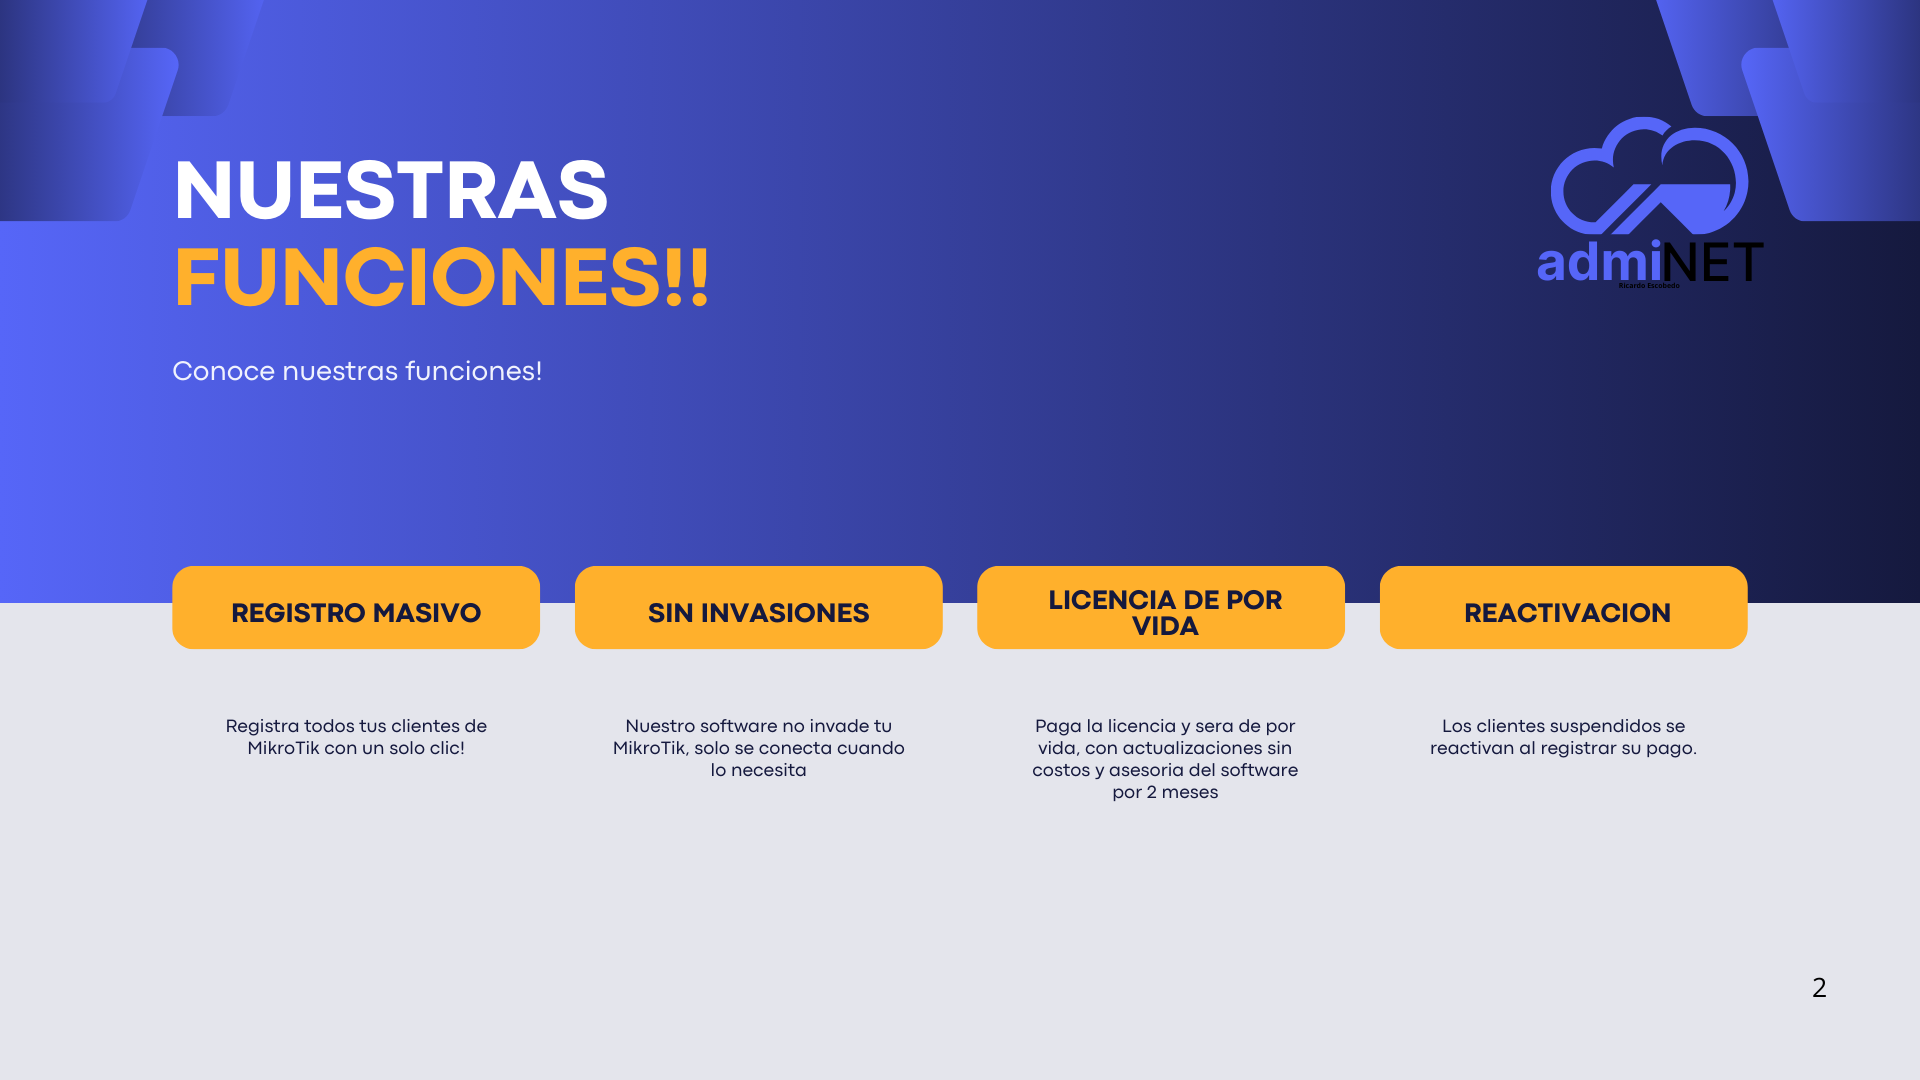 NUESTRAS
FUNCIONES!!
Conoce nuestras funciones!
admiNET
Ricardo Escobedo
REGISTRO MASIVO
Registra todos tus clientes de
MikroTik con un solo clic!
SIN INVASIONES
Nuestro software no invade tu
MikroTik, solo se conecta cuando
lo necesita
LICENCIA DE POR
VIDA
Paga la licencia y sera de por
vida, con actualizaciones sin
costos y asesoria del software
por 2 meses
REACTIVACION
Los clientes suspendidos se
reactivan al registrar su pago.
2